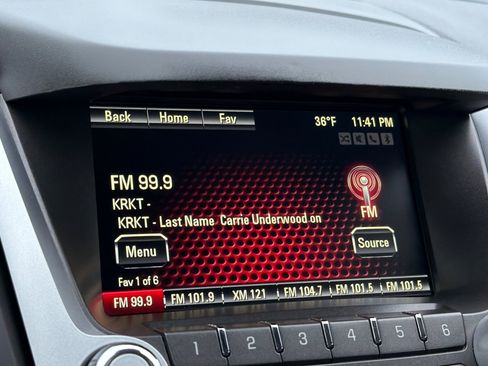 Back Home Fav 36°F 11:41 PM
FM 99.9
KRKT -
KRKT - Last Name Carrie Underwood on
FM
Menu Source
Fav 1 of 6
FM 99.9 FM 101.9 XM 121 FM 104.7 FM 101.5 FM 101.5
1 2 3 4 5 6